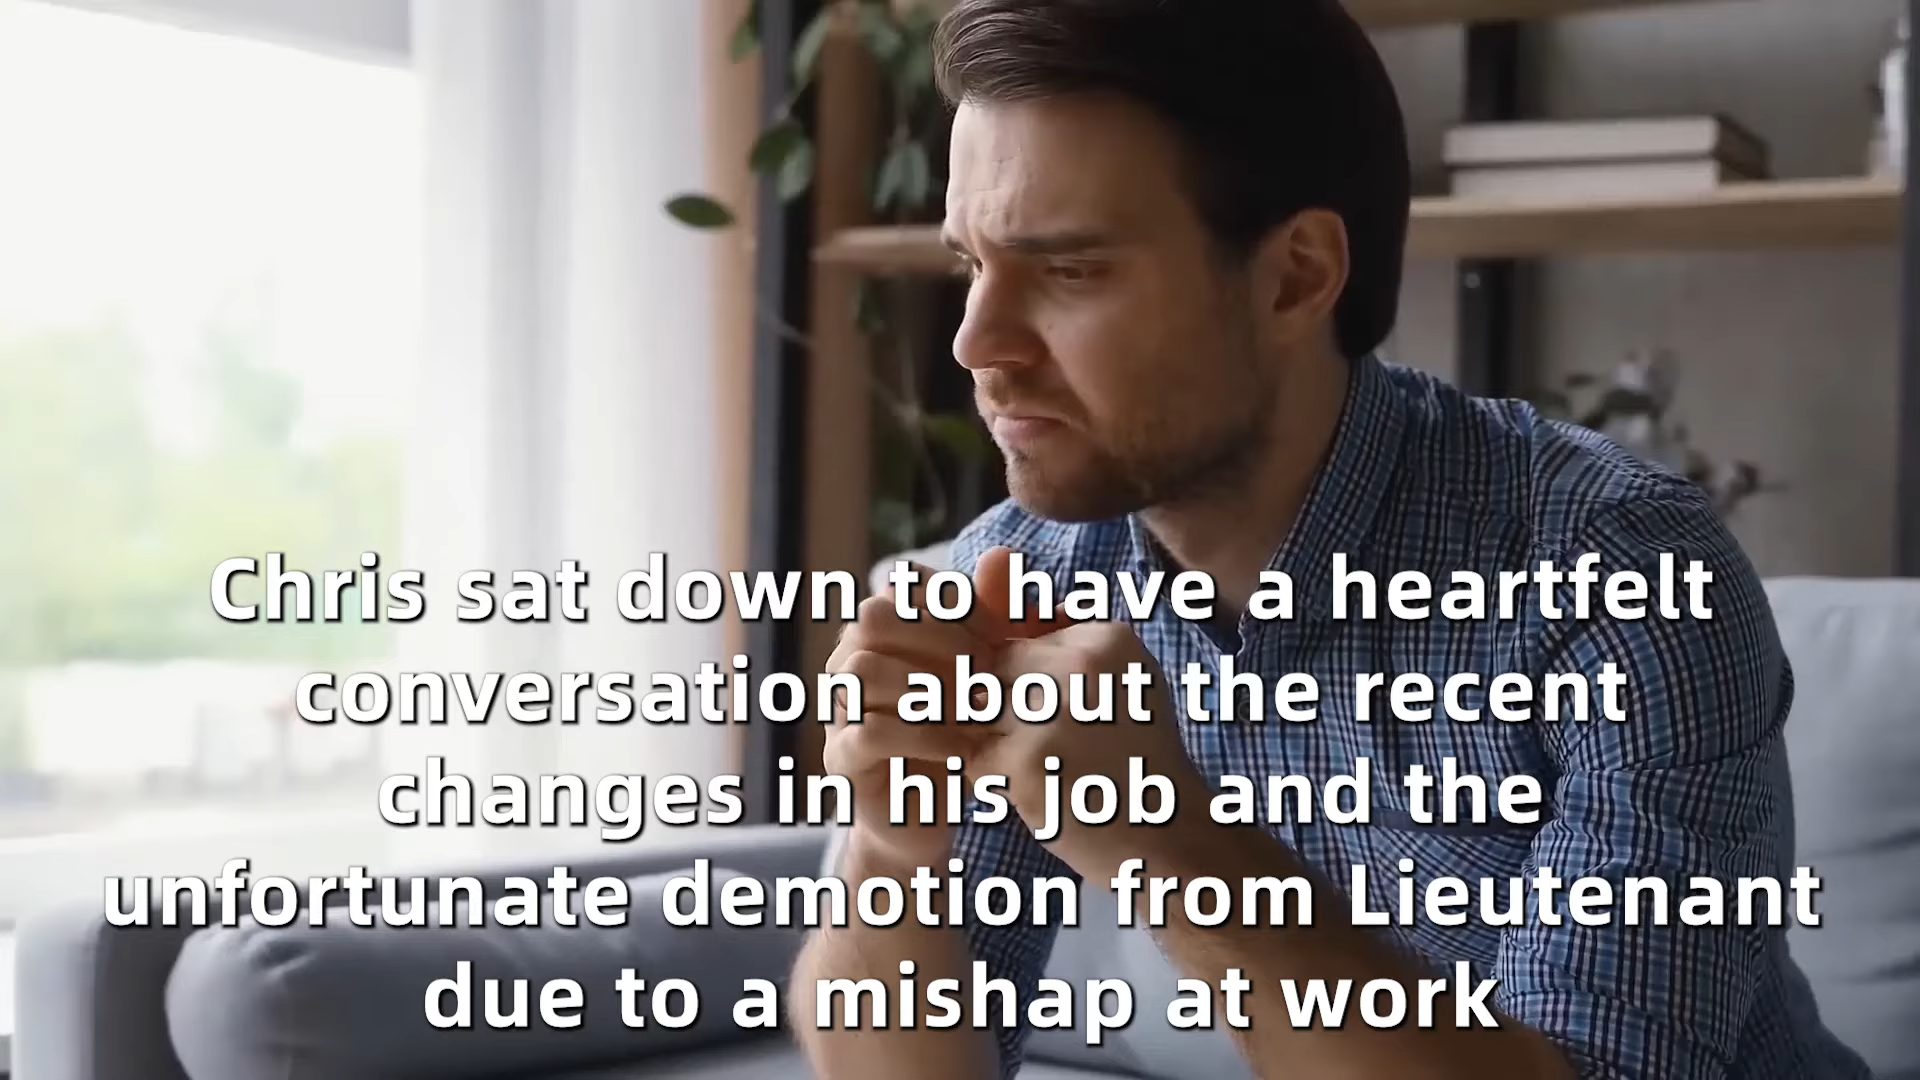 Chris sat down to have a heartfelt
conversation about the recent
changes in his job and the
unfortunate demotion from Lieutenant
due to a mishap at work